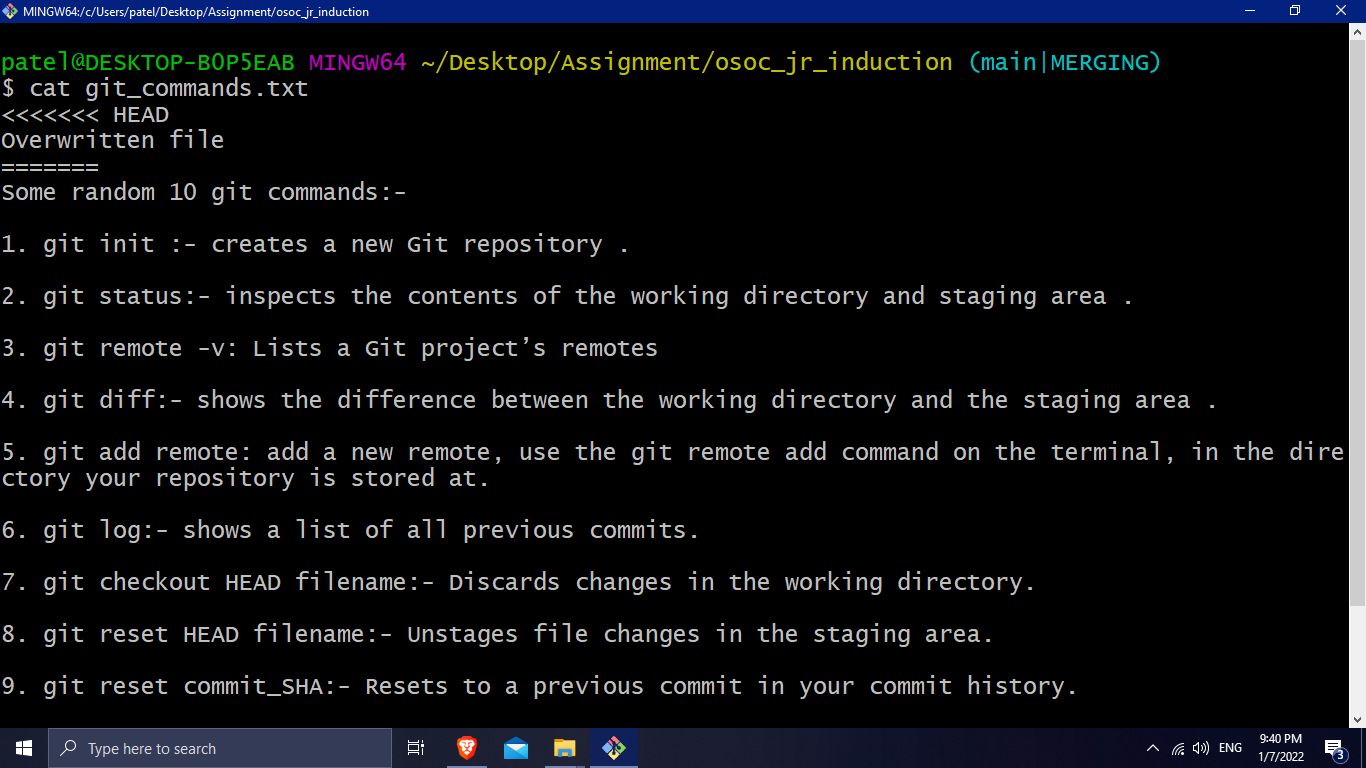 MINGW64:/c/Users/patel/Desktop/Assignment/osoc_jr_induction
patel@DESKTOP-B0P5EAB MINGW64 ~/Desktop/Assignment/osoc_jr_induction (main|MERGING)
$ cat git_commands.txt
<<<<<<< HEAD
Overwritten file
=======
Some random 10 git commands:-
1. git init :- creates a new Git repository .
2. git status:- inspects the contents of the working directory and staging area .
3. git remote -v: Lists a Git project’s remotes
4. git diff:- shows the difference between the working directory and the staging area .
5. git add remote: add a new remote, use the git remote add command on the terminal, in the dire
ctory your repository is stored at.
6. git log:- shows a list of all previous commits.
7. git checkout HEAD filename:- Discards changes in the working directory.
8. git reset HEAD filename:- Unstages file changes in the staging area.
9. git reset commit_SHA:- Resets to a previous commit in your commit history.
Type here to search
ENG
9:40 PM
1/7/2022
3